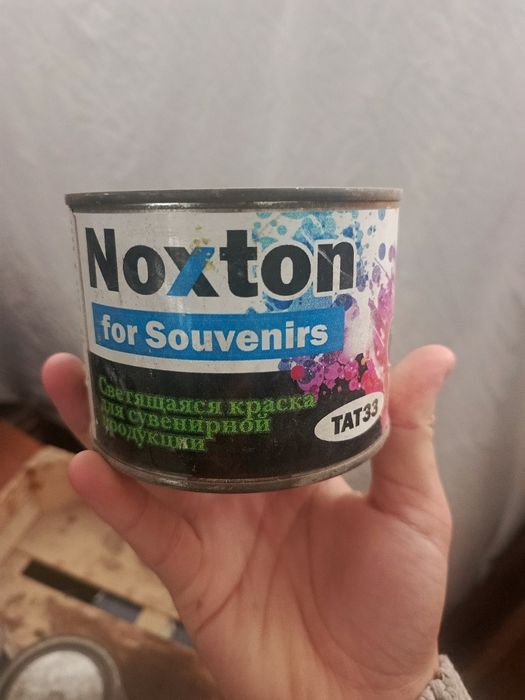 Noxton
for Souvenirs
Светящаяся краска
для сувенирной
продукции
TAT33